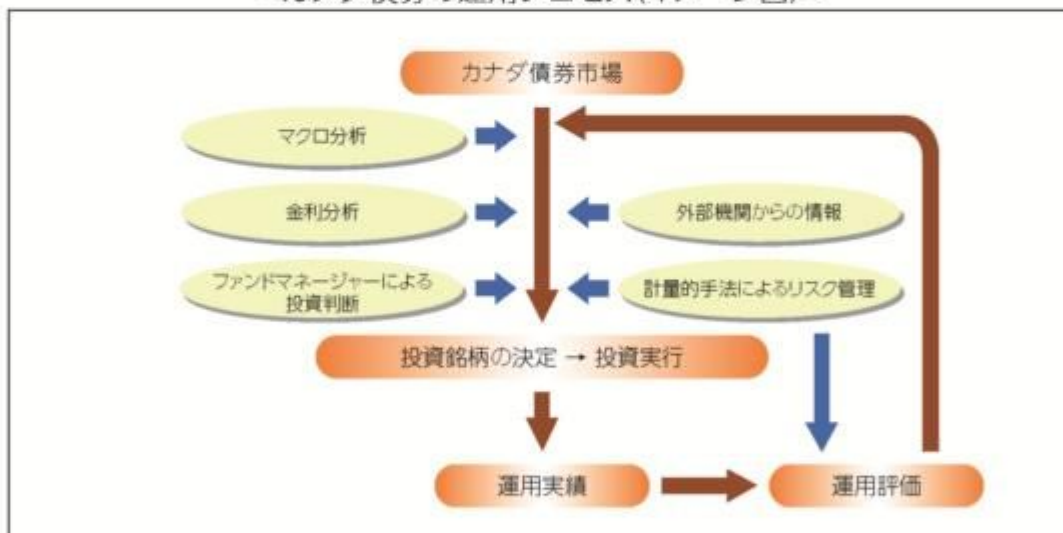 カナダ債券市場
マクロ分析
金利分析
外部機関からの情報
ファンドマネージャーによる
投資判断
計量的手法によるリスク管理
投資銘柄の決定 → 投資実行
運用実績
運用評価